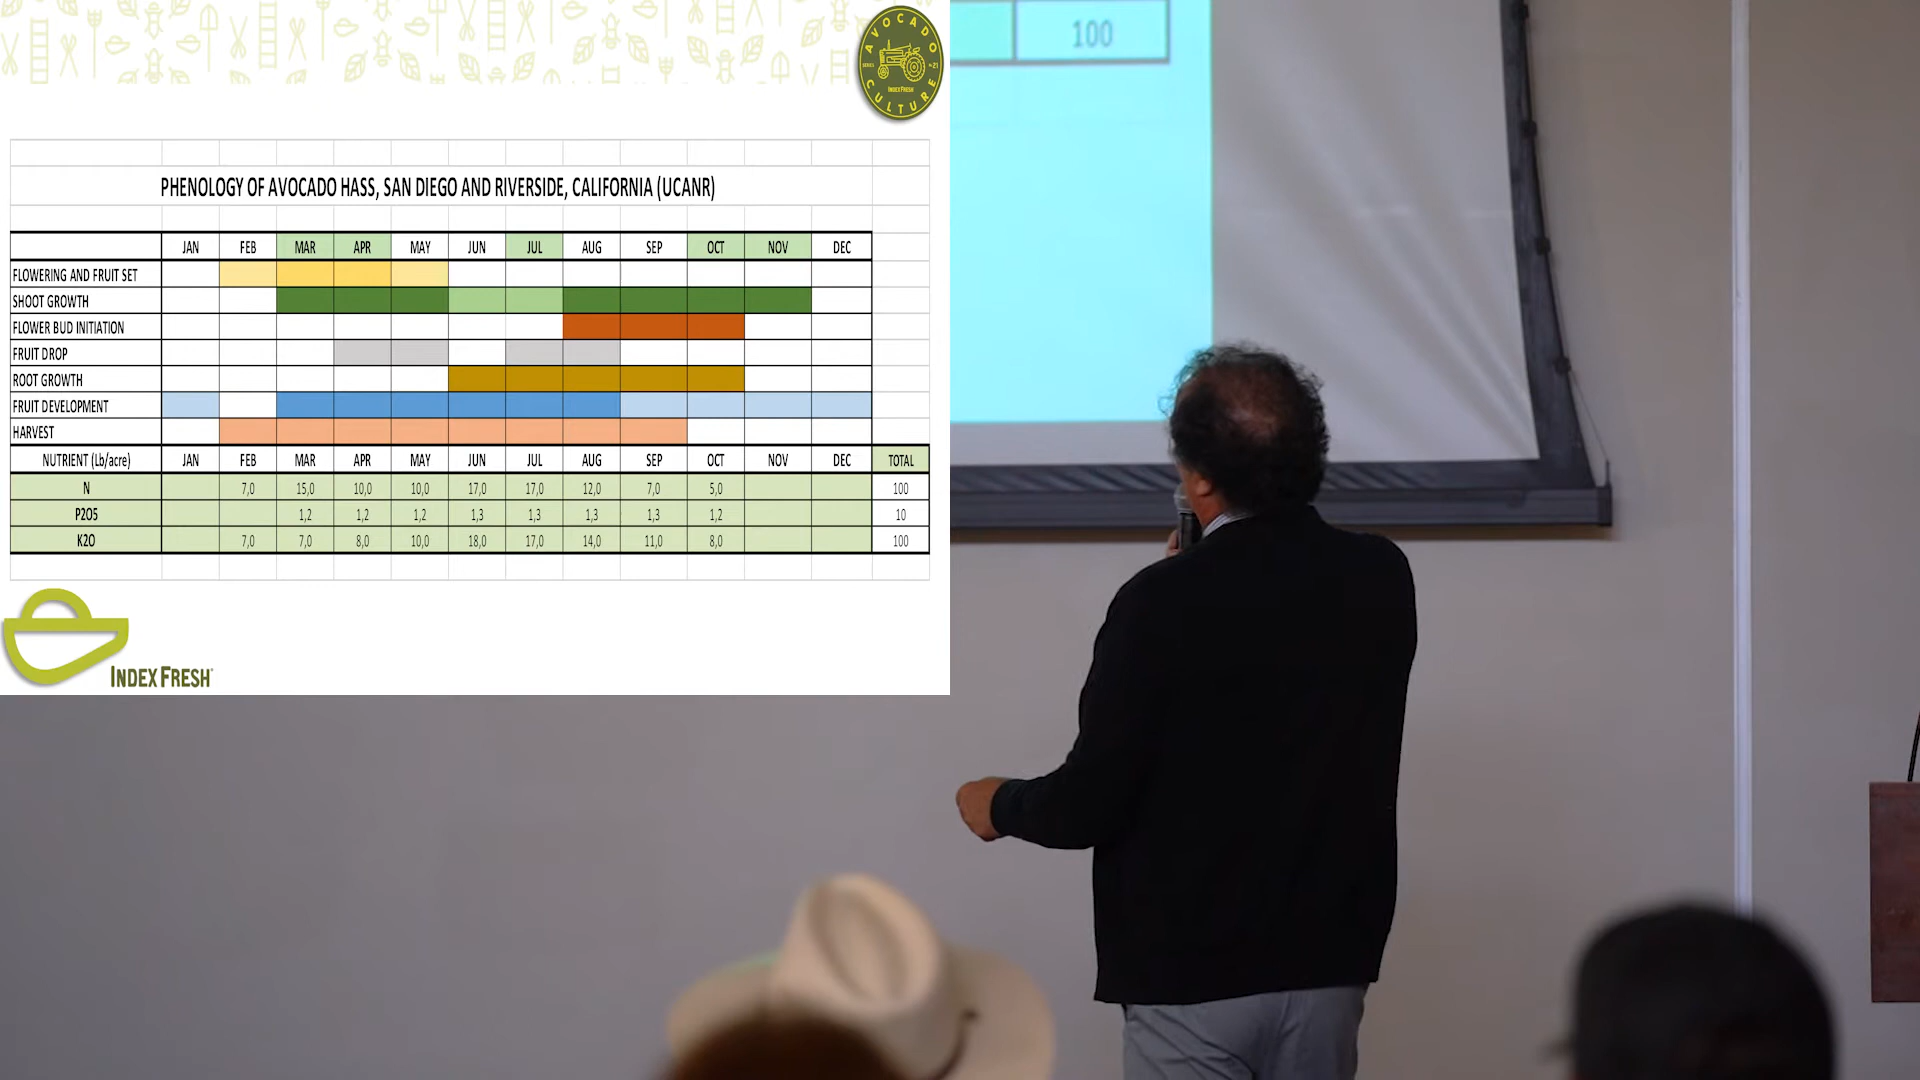 AVOCADO
SERIES No 21
INDEX FRESH
CULTURE
100
PHENOLOGY OF AVOCADO HASS, SAN DIEGO AND RIVERSIDE, CALIFORNIA (UCANR)
JAN FEB MAR APR MAY JUN JUL AUG SEP OCT NOV DEC
FLOWERING AND FRUIT SET
SHOOT GROWTH
FLOWER BUD INITIATION
FRUIT DROP
ROOT GROWTH
FRUIT DEVELOPMENT
HARVEST
NUTRIENT (Lb/acre) JAN FEB MAR APR MAY JUN JUL AUG SEP OCT NOV DEC TOTAL
N 7,0 15,0 10,0 10,0 17,0 17,0 12,0 7,0 5,0 100
P2O5 1,2 1,2 1,2 1,3 1,3 1,3 1,3 1,2 10
K2O 7,0 7,0 8,0 10,0 18,0 17,0 14,0 11,0 8,0 100
INDEX FRESH